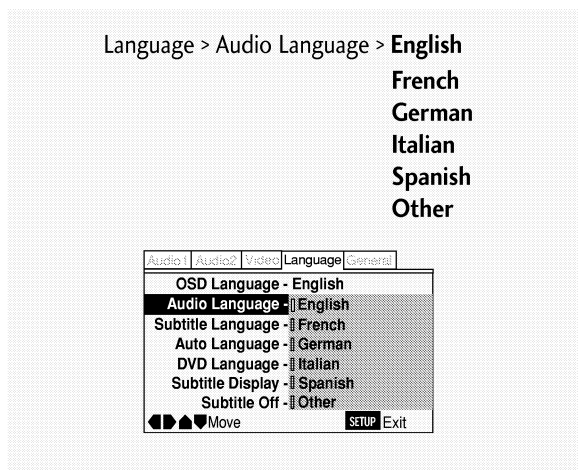 Language > Audio Language > English
French
German
Italian
Spanish
Other
Audio1 Audio2 Video Language General
OSD Language - English
Audio Language - English
Subtitle Language - French
Auto Language - German
DVD Language - Italian
Subtitle Display - Spanish
Subtitle Off - Other
Move SETUP Exit